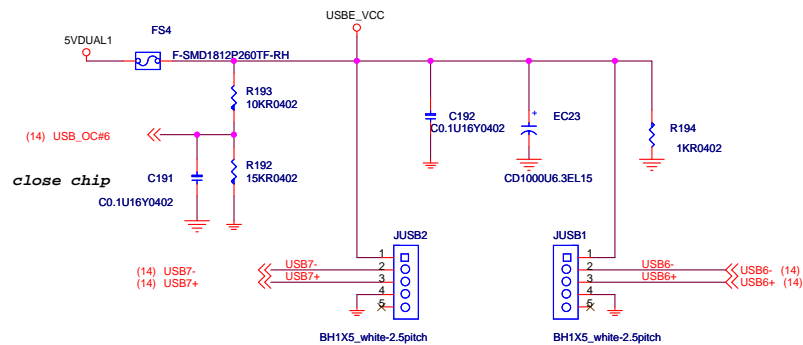 USBE_VCC
FS4
5VDUAL1
F-SMD1812P260TF-RH
R193
10KR0402
C192
C0.1U16Y0402
EC23
+
CD1000U6.3EL15
R194
1KR0402
(14) USB_OC#6
R192
15KR0402
close chip
C191
C0.1U16Y0402
JUSB2
JUSB1
1
2
3
4
5
1
2
3
4
5
(14) USB7-
USB7-
(14) USB7+
USB7+
USB6-
USB6- (14)
USB6+
USB6+ (14)
BH1X5_white-2.5pitch
BH1X5_white-2.5pitch